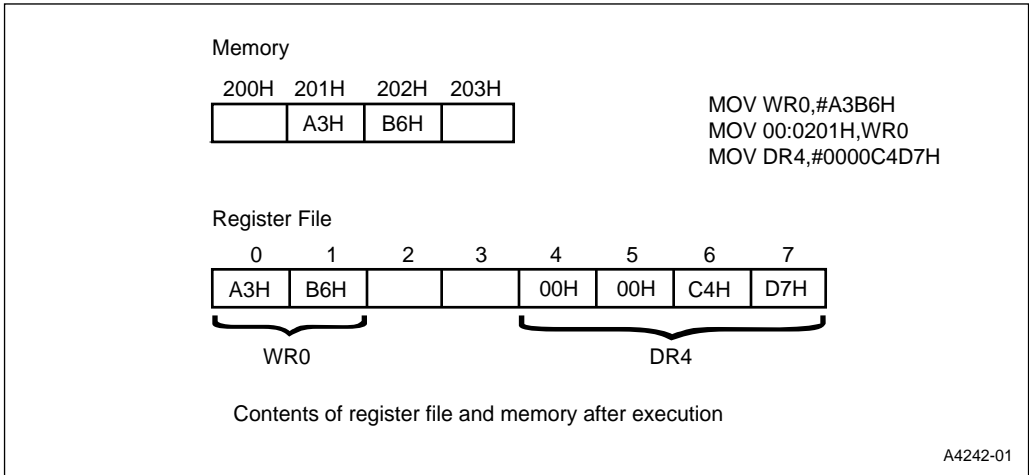 Memory
200H 201H 202H 203H
A3H B6H
MOV WR0,#A3B6H
MOV 00:0201H,WR0
MOV DR4,#0000C4D7H
Register File
0 1 2 3 4 5 6 7
A3H B6H 00H 00H C4H D7H
WR0 DR4
Contents of register file and memory after execution
A4242-01